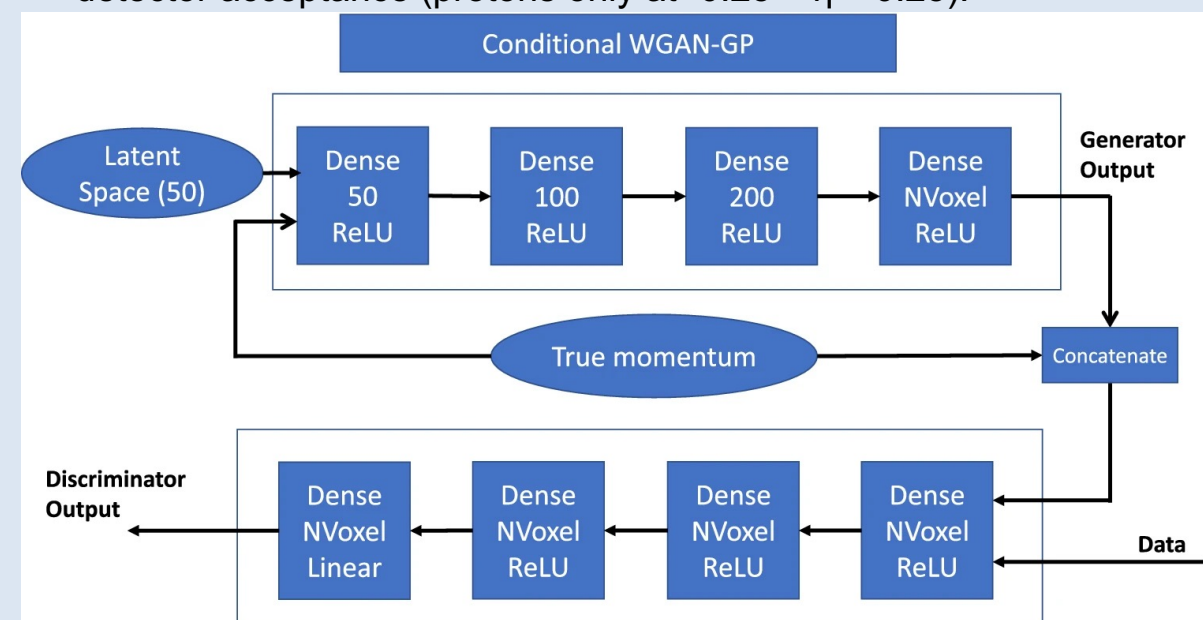 Conditional WGAN-GP
Latent
Space (50)
Dense
50
ReLU
Dense
100
ReLU
Dense
200
ReLU
Dense
NVoxel
ReLU
Generator
Output
True momentum
Concatenate
Discriminator
Output
Dense
NVoxel
Linear
Dense
NVoxel
ReLU
Dense
NVoxel
ReLU
Dense
NVoxel
ReLU
Data